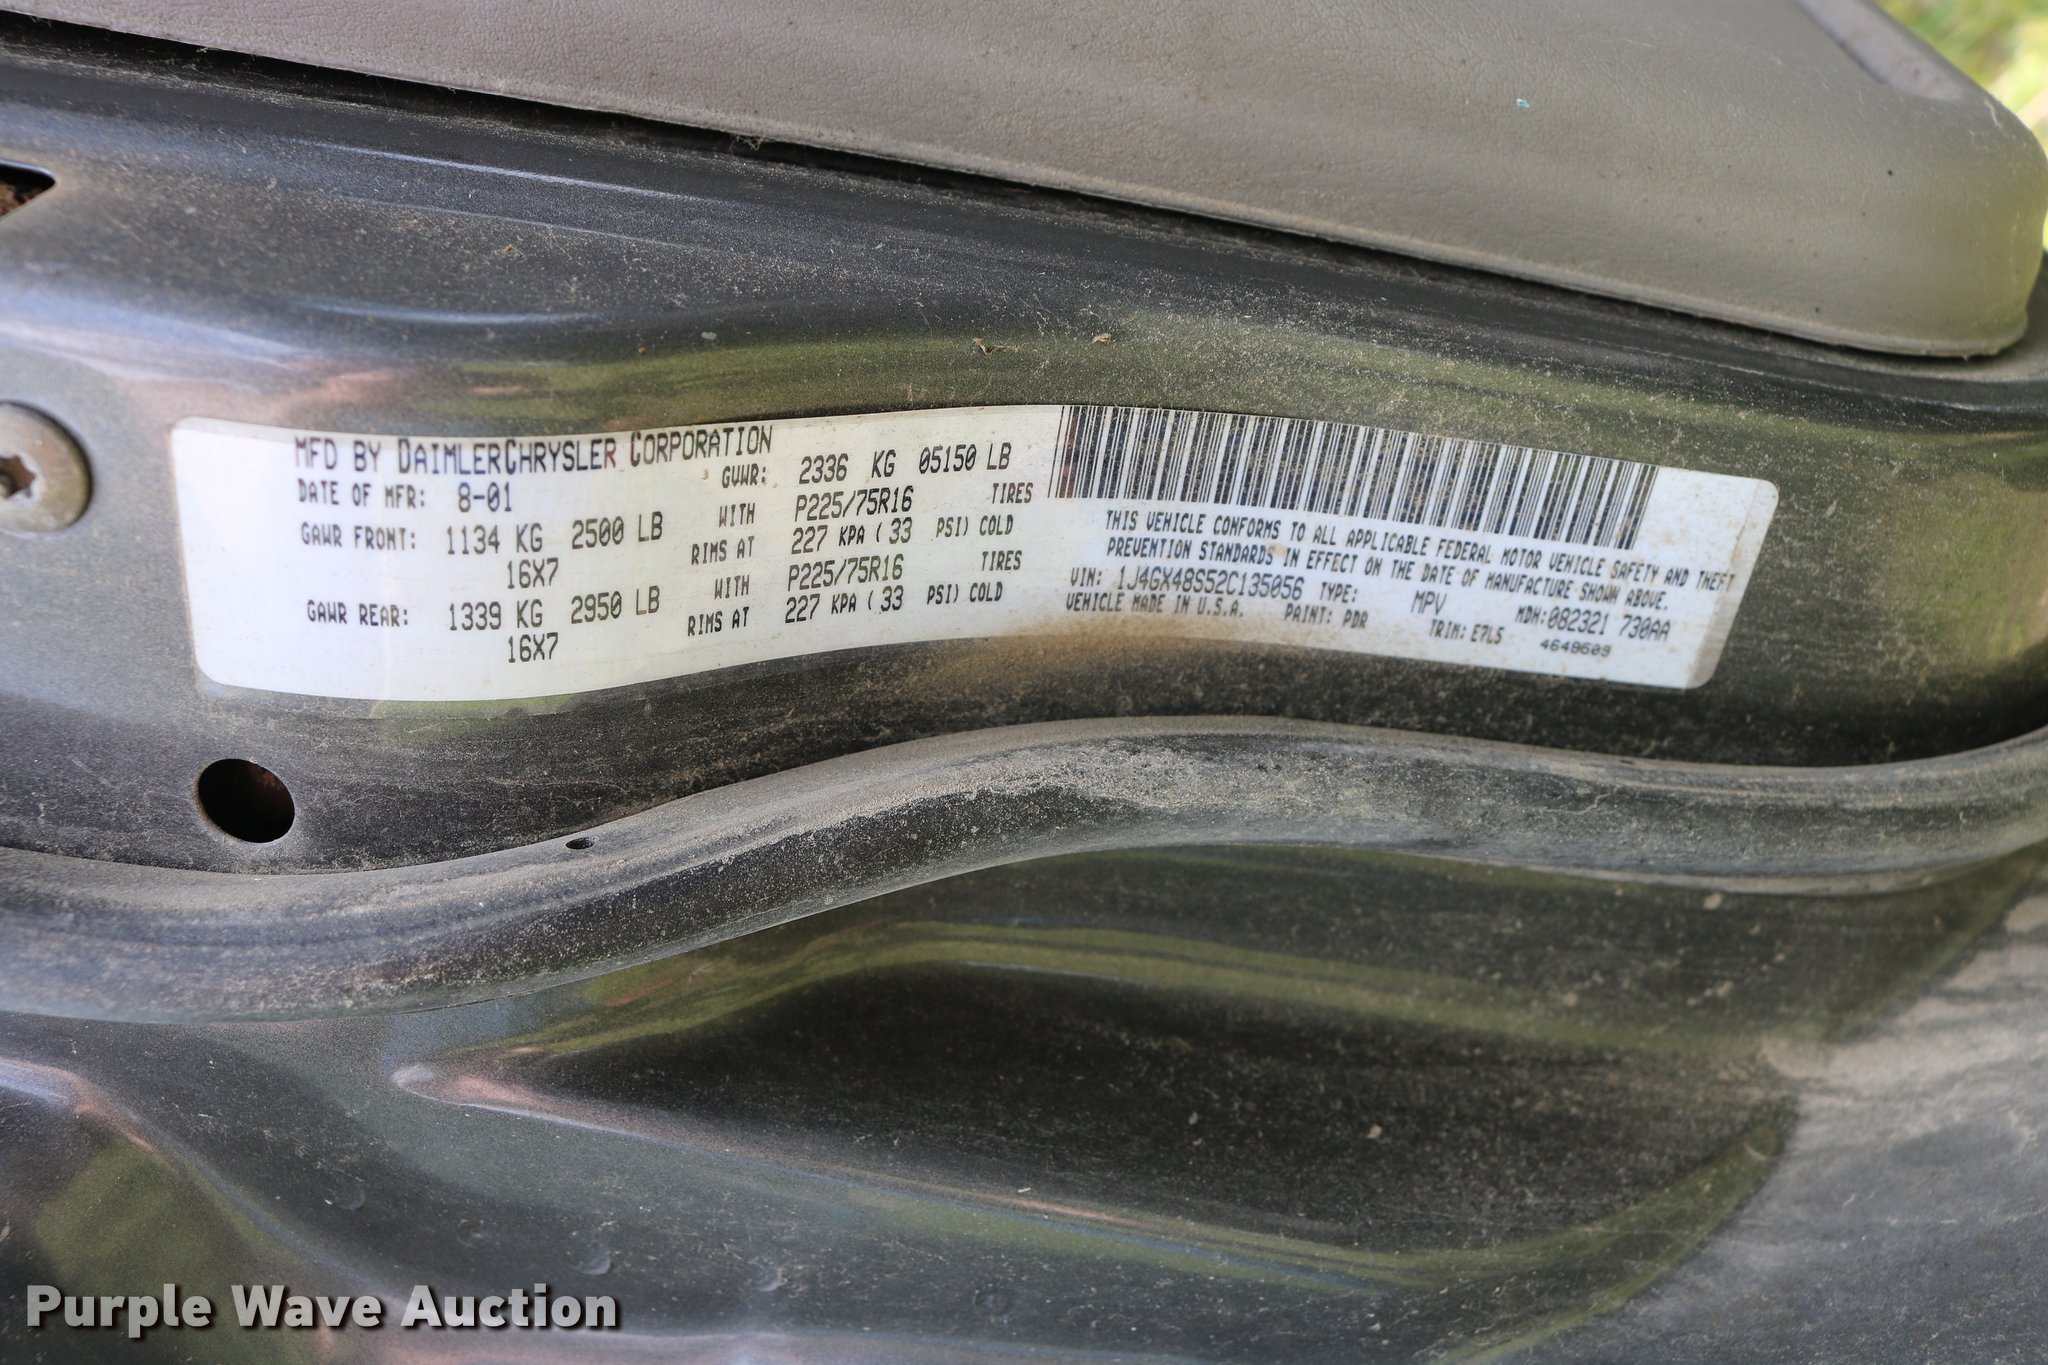 MFD BY DAIMLERCHRYSLER CORPORATION
DATE OF MFR: 8-01 GVWR: 2336 KG 05150 LB
GAWR FRONT: 1134 KG 2500 LB WITH P225/75R16 TIRES
16X7 RIMS AT 227 KPA ( 33 PSI) COLD
GAWR REAR: 1339 KG 2950 LB WITH P225/75R16 TIRES
16X7 RIMS AT 227 KPA ( 33 PSI) COLD
THIS VEHICLE CONFORMS TO ALL APPLICABLE FEDERAL MOTOR VEHICLE SAFETY AND THEFT
PREVENTION STANDARDS IN EFFECT ON THE DATE OF MANUFACTURE SHOWN ABOVE.
VIN: 1J4GX48S52C135056 TYPE: MPV MDH:082321 730AA
VEHICLE MADE IN U.S.A. PAINT: PDR TRIM: E7L5
4648609
Purple Wave Auction